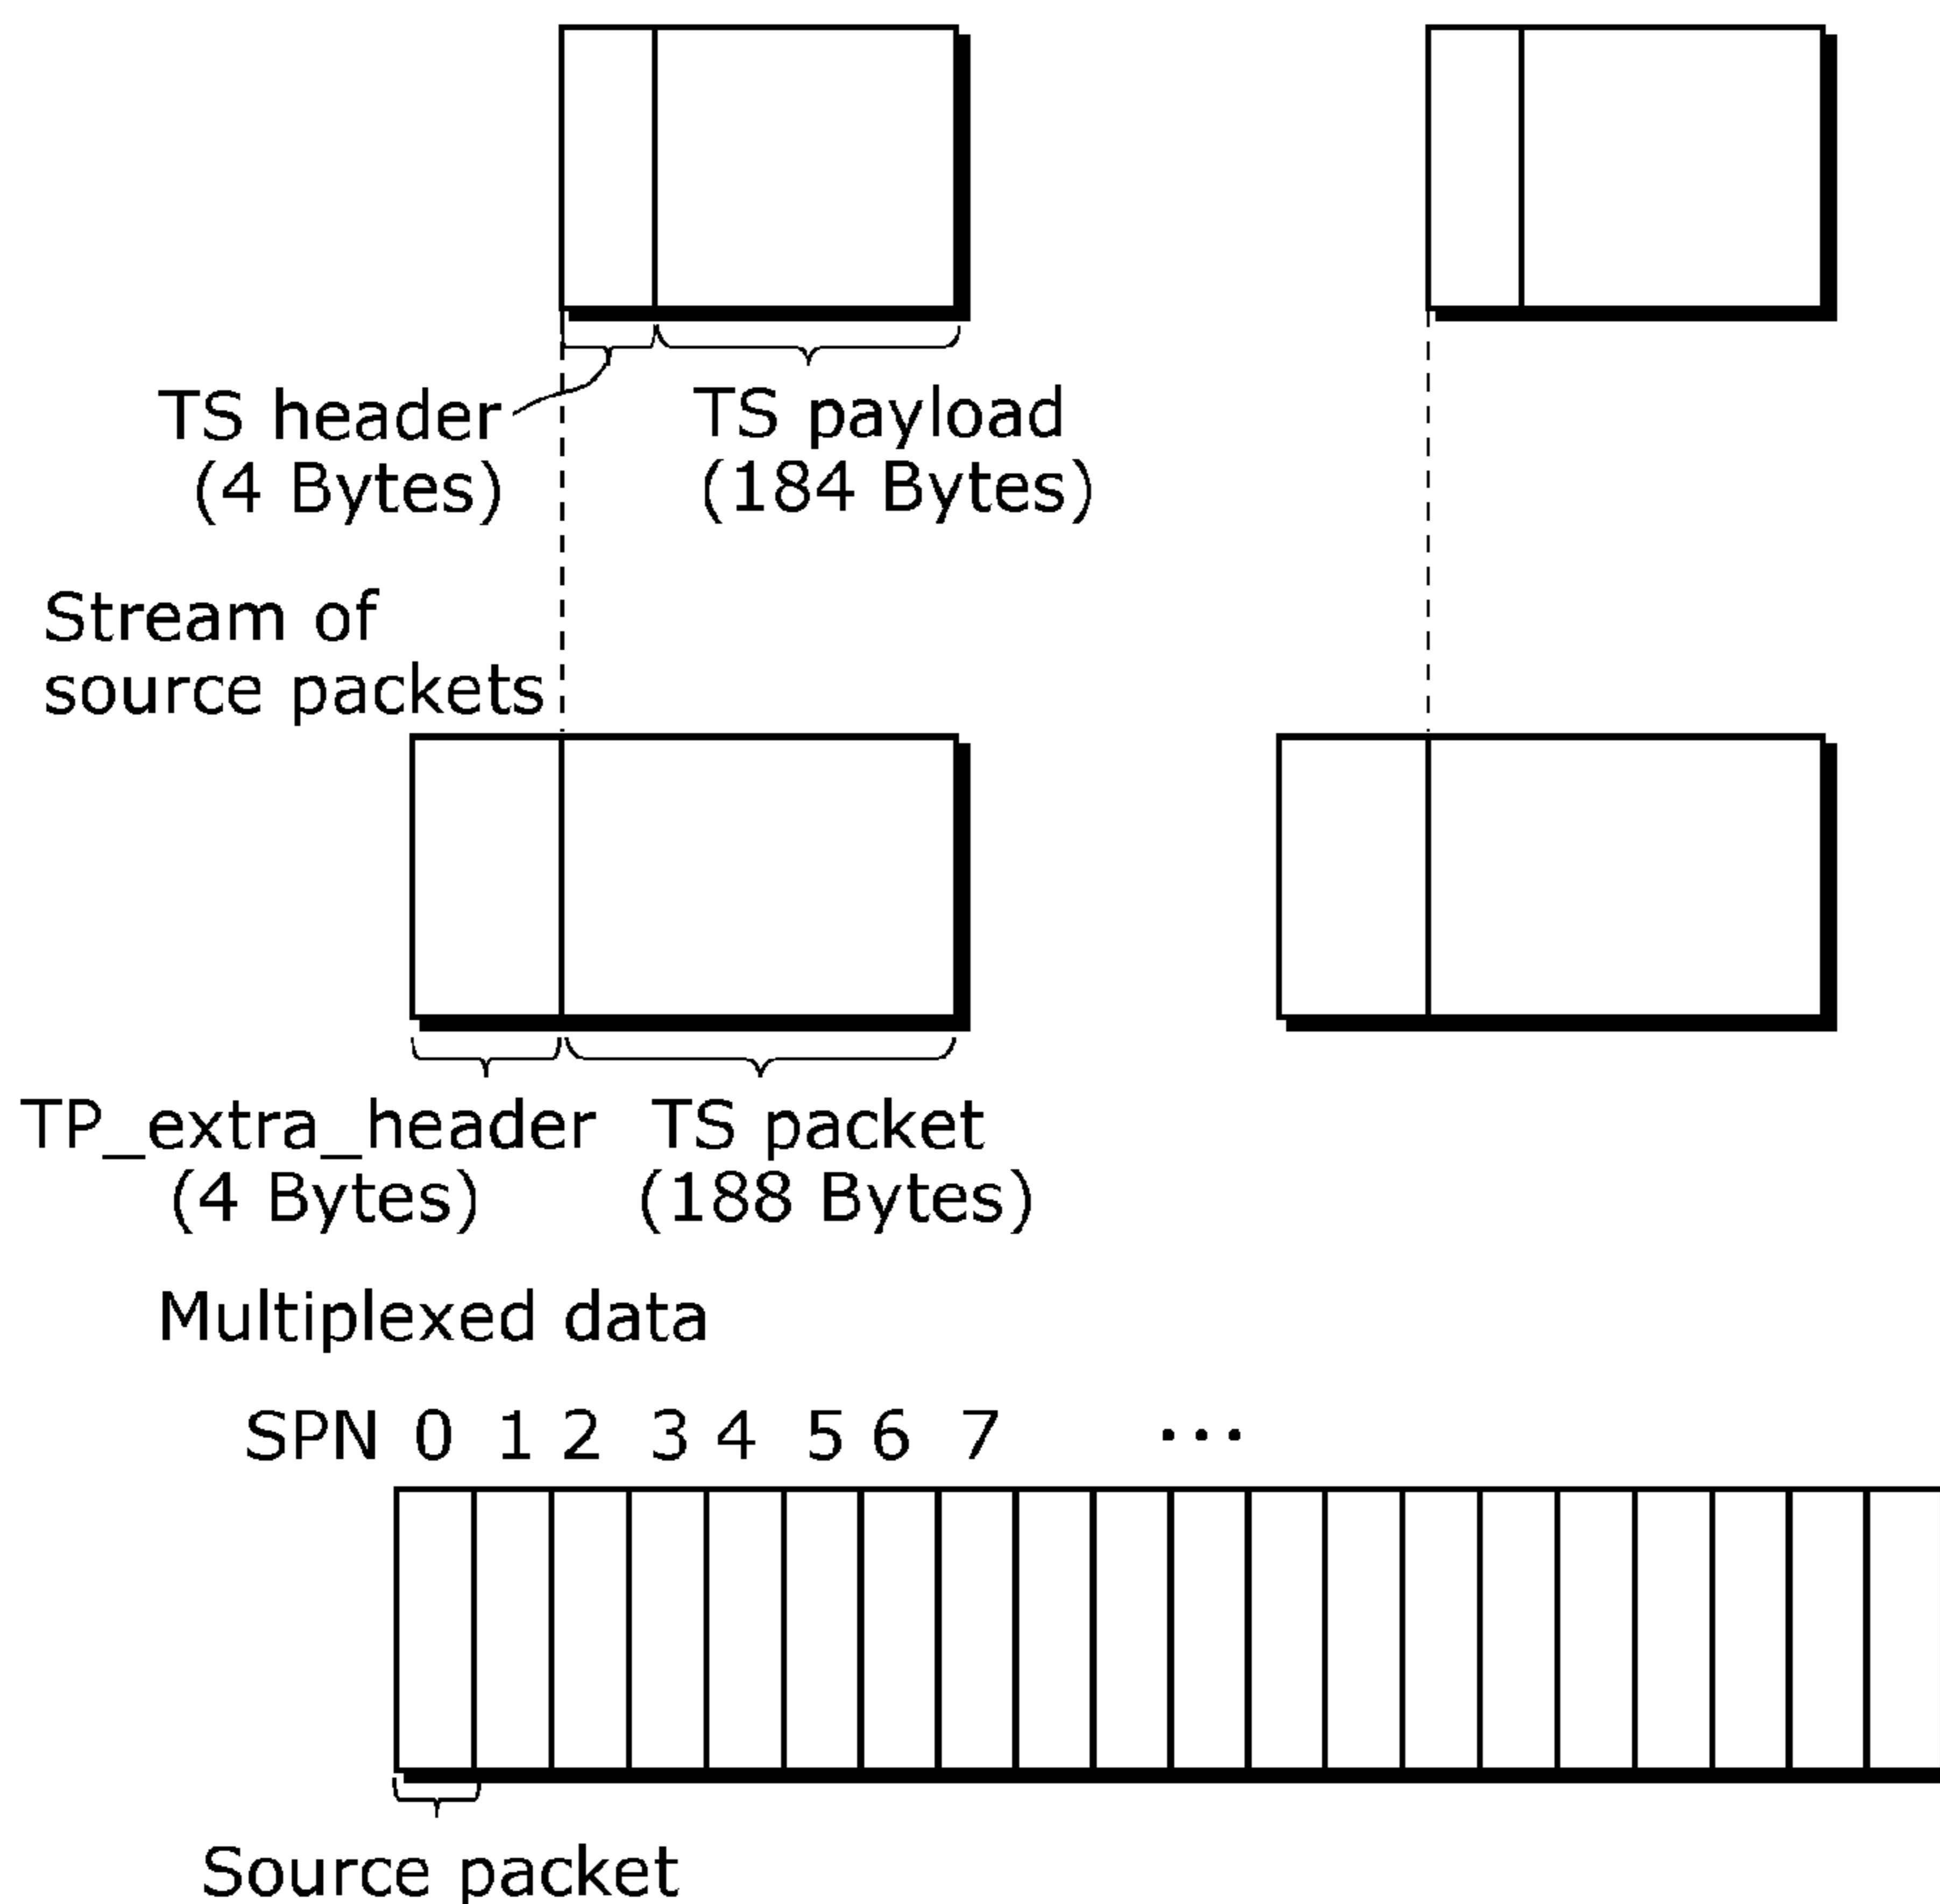 TS header TS payload
(4 Bytes) (184 Bytes)
Stream of
source packets
TP_extra_header TS packet
(4 Bytes) (188 Bytes)
Multiplexed data
SPN 0 1 2 3 4 5 6 7 ...
Source packet